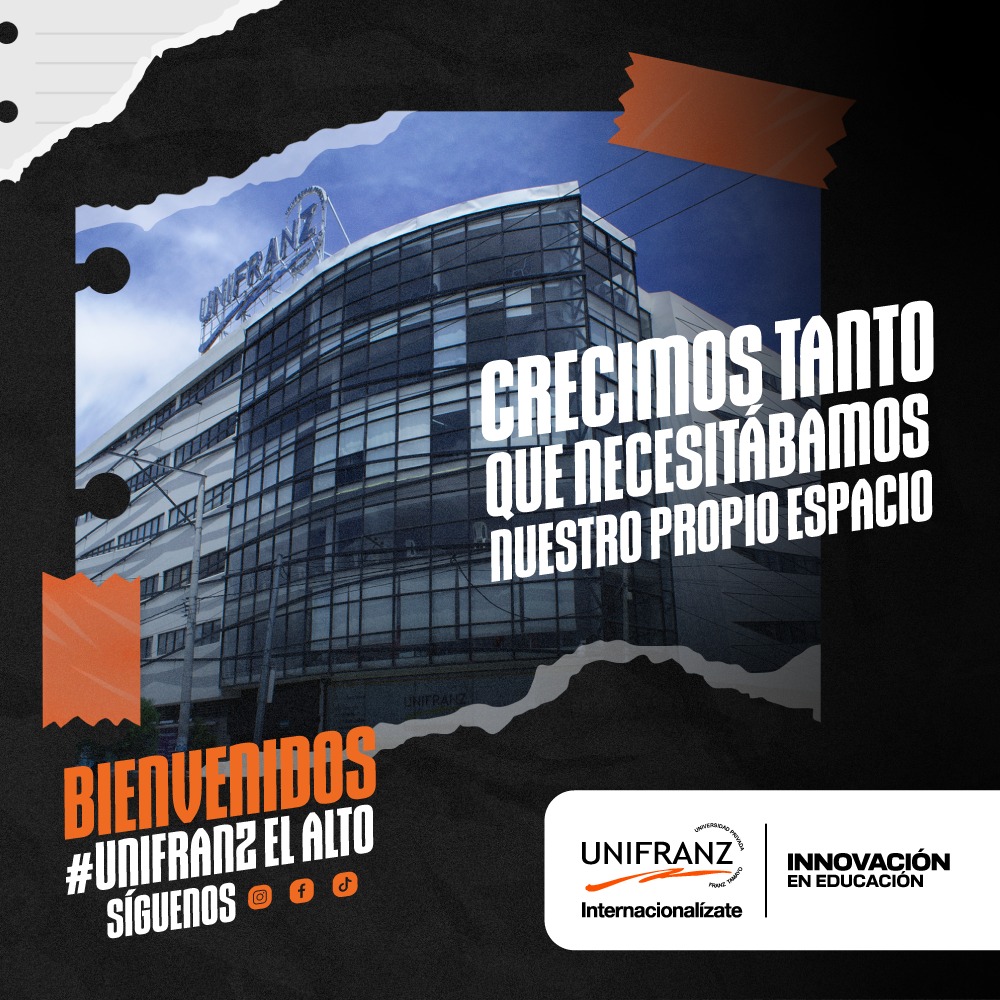 UNIFRANZ
CRECIMOS TANTO
QUE NECESITÁBAMOS
NUESTRO PROPIO ESPACIO
UNIFRANZ
BIENVENIDOS
#UNIFRANZ EL ALTO
SÍGUENOS
UNIVERSIDAD PRIVADA
UNIFRANZ
FRANZ TAMAYO
Internacionalízate
INNOVACIÓN
EN EDUCACIÓN